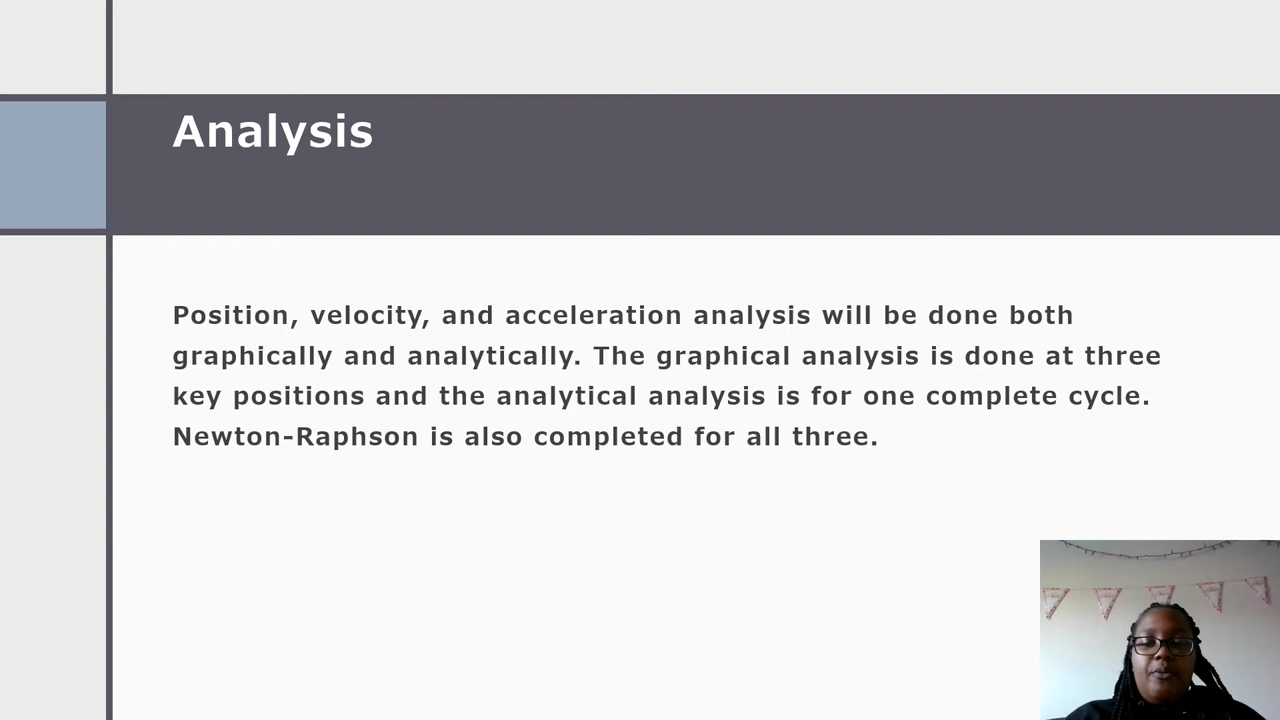 Analysis
Position, velocity, and acceleration analysis will be done both
graphically and analytically. The graphical analysis is done at three
key positions and the analytical analysis is for one complete cycle.
Newton-Raphson is also completed for all three.